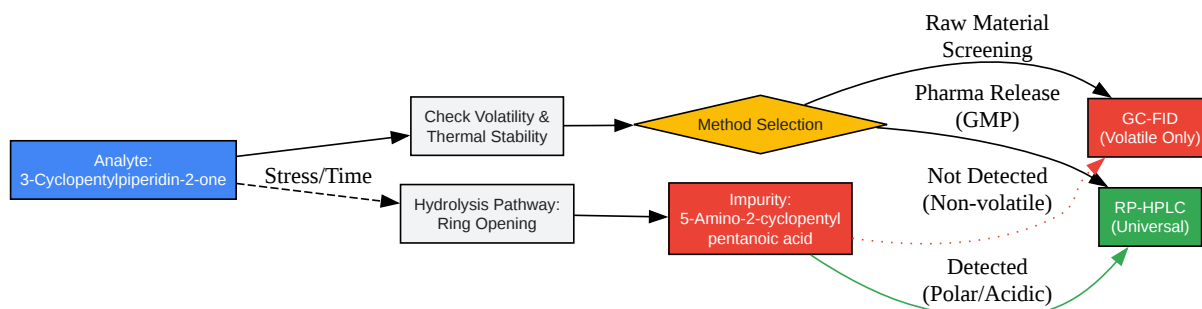 Analyte:
3-Cyclopentylpiperidin-2-one
Stress/Time
Check Volatility &
Thermal Stability
Hydrolysis Pathway:
Ring Opening
Method Selection
Impurity:
5-Amino-2-cyclopentyl
pentanoic acid
Raw Material
Screening
Pharma Release
(GMP)
Not Detected
(Non-volatile)
Detected
(Polar/Acidic)
GC-FID
(Volatile Only)
RP-HPLC
(Universal)